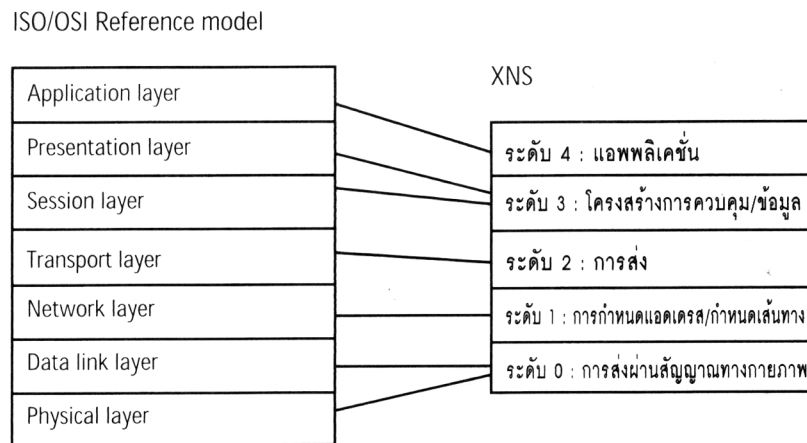 ISO/OSI Reference model
Application layer
Presentation layer
Session layer
Transport layer
Network layer
Data link layer
Physical layer
XNS
ระดับ 4 : แอพพลิเคชั่น
ระดับ 3 : โครงสร้างการควบคุม/ข้อมูล
ระดับ 2 : การส่ง
ระดับ 1 : การกำหนดแอดเดรส/กำหนดเส้นทาง
ระดับ 0 : การส่งผ่านสัญญาณทางกายภาพ